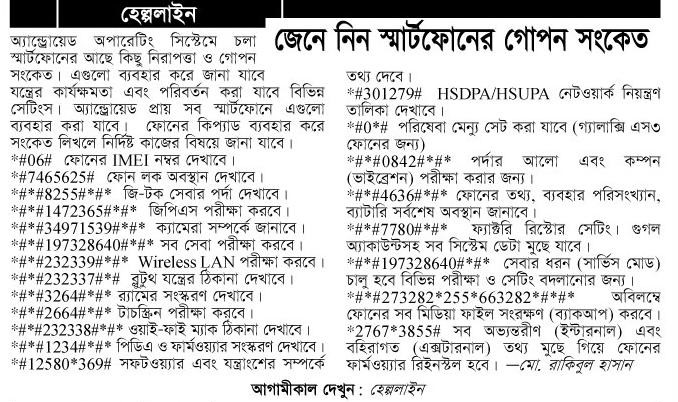 হেল্পলাইন
জেনে নিন স্মার্টফোনের গোপন সংকেত
অ্যান্ড্রোয়েড অপারেটিং সিস্টেমে চলা
স্মার্টফোনের আছে কিছু নিরাপত্তা ও গোপন
সংকেত। এগুলো ব্যবহার করে জানা যাবে
যন্ত্রের কার্যক্ষমতা এবং পরিবর্তন করা যাবে বিভিন্ন
সেটিংস। অ্যান্ড্রোয়েড প্রায় সব স্মার্টফোনে এগুলো
ব্যবহার করা যাবে। ফোনের কিপ্যাড ব্যবহার করে
সংকেত লিখলে নির্দিষ্ট কাজের বিষয়ে জানা যাবে।
*#06# ফোনের IMEI নম্বর দেখাবে।
*#7465625# ফোন লক অবস্থান দেখাবে।
*#*#8255#*#* জি-টক সেবার পর্দা দেখাবে।
*#*#1472365#*#* জিপিএস পরীক্ষা করবে।
*#*#34971539#*#* ক্যামেরা সম্পর্কে জানাবে।
*#*#197328640#*#* সব সেবা পরীক্ষা করবে।
*#*#232339#*#* Wireless LAN পরীক্ষা করবে।
*#*#232337#*# ব্লুটুথ যন্ত্রের ঠিকানা দেখাবে।
*#*#3264#*#* র‍্যামের সংস্করণ দেখাবে।
*#*#2664#*#* টাচস্ক্রিন পরীক্ষা করবে।
*#*#232338#*#* ওয়াই-ফাই ম্যাক ঠিকানা দেখাবে।
*#*#1234#*#* পিডিএ ও ফার্মওয়্যার সংস্করণ দেখাবে।
*#12580*369# সফটওয়্যার এবং যন্ত্রাংশের সম্পর্কে
তথ্য দেবে।
*#301279# HSDPA/HSUPA নেটওয়ার্ক নিয়ন্ত্রণ
তালিকা দেখাবে।
*#0*# পরিষেবা মেন্যু সেট করা যাবে (গ্যালাক্সি এস৩
ফোনের জন্য)
*#*#0842#*#* পর্দার আলো এবং কম্পন
(ভাইব্রেশন) পরীক্ষা করার জন্য।
*#*#4636#*#* ফোনের তথ্য, ব্যবহার পরিসংখ্যান,
ব্যাটারি সর্বশেষ অবস্থান জানাবে।
*#*#7780#*#* ফ্যাক্টরি রিস্টোর সেটিং। গুগল
অ্যাকাউন্টসহ সব সিস্টেম ডেটা মুছে যাবে।
*#*#197328640#*#* সেবার ধরন (সার্ভিস মোড)
চালু হবে বিভিন্ন পরীক্ষা ও সেটিং বদলানোর জন্য।
*#*#273282*255*663282#*#*#* অবিলম্বে
ফোনের সব মিডিয়া ফাইল সংরক্ষণ (ব্যাকআপ) করবে।
*2767*3855# সব অভ্যন্তরীণ (ইন্টারনাল) এবং
বহিরাগত (এক্সটারনাল) তথ্য মুছে গিয়ে ফোনের
ফার্মওয়্যার রিইনস্টল হবে। —মো. রাকিবুল হাসান
আগামীকাল দেখুন : হেল্পলাইন